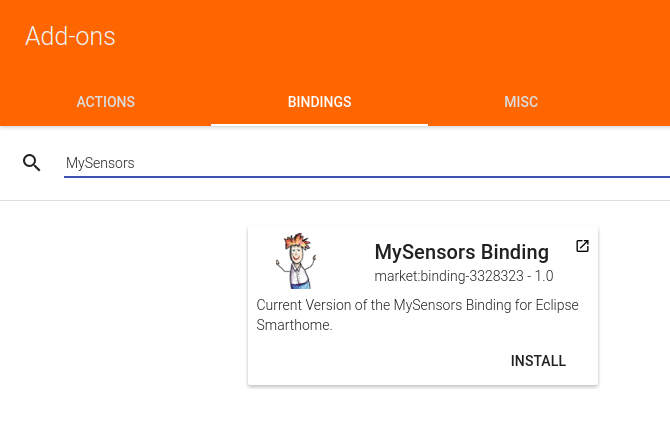 Add-ons
ACTIONS BINDINGS MISC
MySensors
MySensors Binding
market:binding-3328323 - 1.0
Current Version of the MySensors Binding for Eclipse
Smarthome.
INSTALL